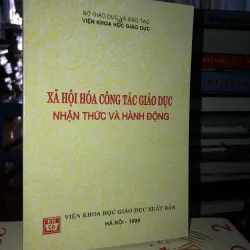 BỘ GIÁO DỤC VÀ ĐÀO TẠO
VIỆN KHOA HỌC GIÁO DỤC
XÃ HỘI HÓA CÔNG TÁC GIÁO DỤC
NHẬN THỨC VÀ HÀNH ĐỘNG
VIỆN KHOA HỌC GIÁO DỤC XUẤT BẢN
HÀ NỘI - 1999